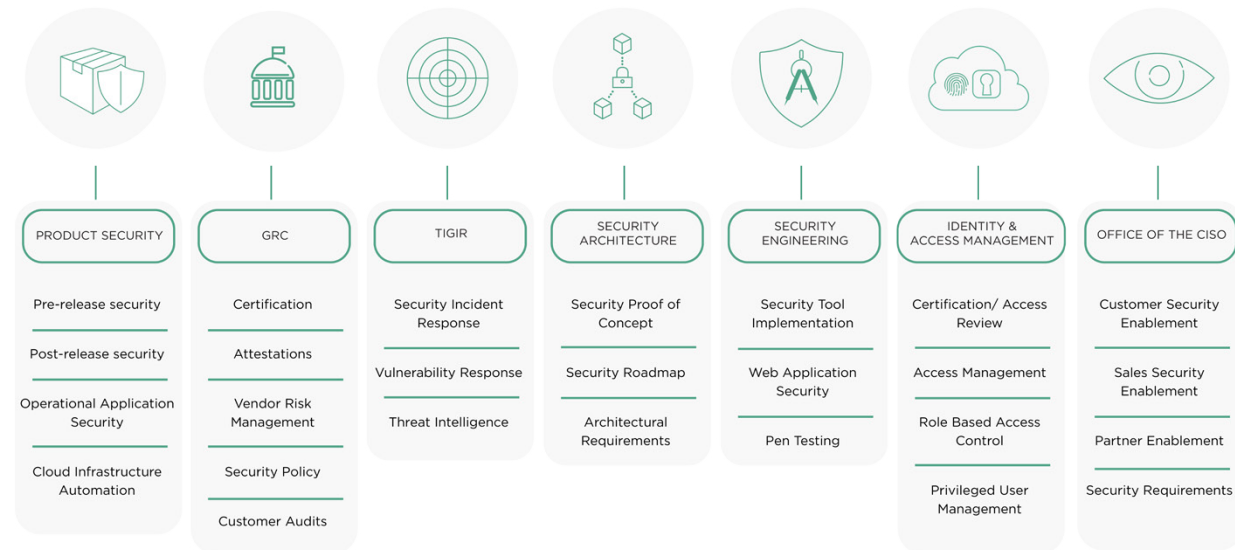 PRODUCT SECURITY
Pre-release security
Post-release security
Operational Application
Security
Cloud Infrastructure
Automation
GRC
Certification
Attestations
Vendor Risk
Management
Security Policy
Customer Audits
TIGIR
Security Incident
Response
Vulnerability Response
Threat Intelligence
SECURITY
ARCHITECTURE
Security Proof of
Concept
Security Roadmap
Architectural
Requirements
SECURITY
ENGINEERING
Security Tool
Implementation
Web Application
Security
Pen Testing
IDENTITY &
ACCESS MANAGEMENT
Certification/ Access
Review
Access Management
Role Based Access
Control
Privileged User
Management
OFFICE OF THE CISO
Customer Security
Enablement
Sales Security
Enablement
Partner Enablement
Security Requirements